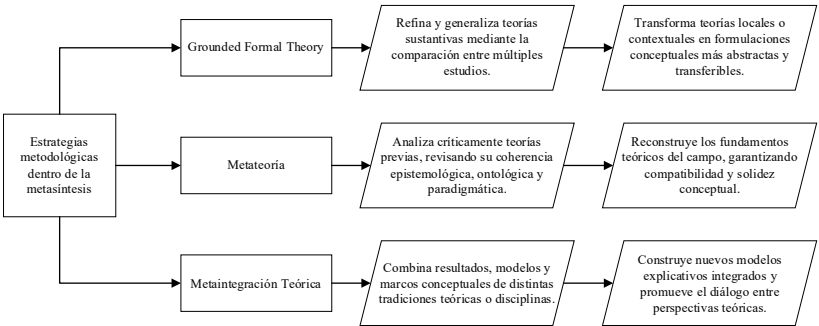 Estrategias
metodológicas
dentro de la
metasíntesis
Grounded Formal Theory
Refina y generaliza teorías
sustantivas mediante la
comparación entre múltiples
estudios.
Transforma teorías locales o
contextuales en formulaciones
conceptuales más abstractas y
transferibles.
Metateoría
Analiza críticamente teorías
previas, revisando su coherencia
epistemológica, ontológica y
paradigmática.
Reconstruye los fundamentos
teóricos del campo, garantizando
compatibilidad y solidez
conceptual.
Metaintegración Teórica
Combina resultados, modelos y
marcos conceptuales de distintas
tradiciones teóricas o disciplinas.
Construye nuevos modelos
explicativos integrados y
promueve el diálogo entre
perspectivas teóricas.